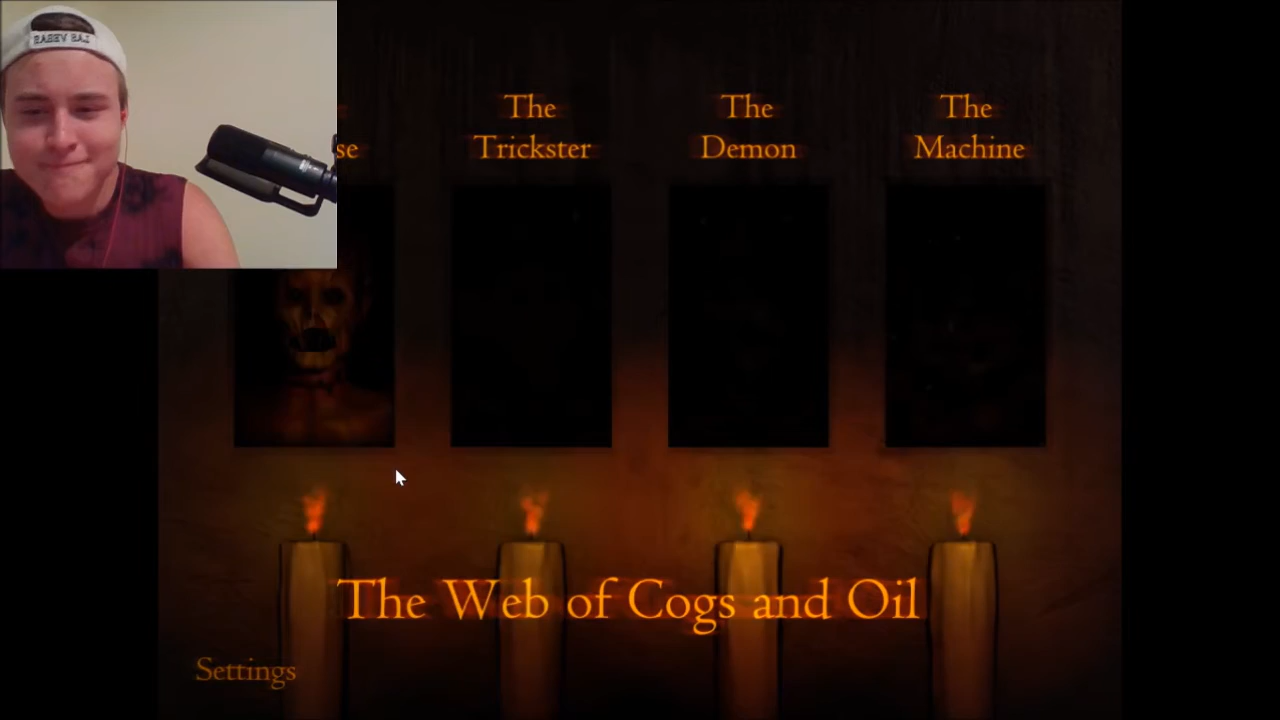 The
Trickster
The
Demon
The
Machine
The Web of Cogs and Oil
Settings